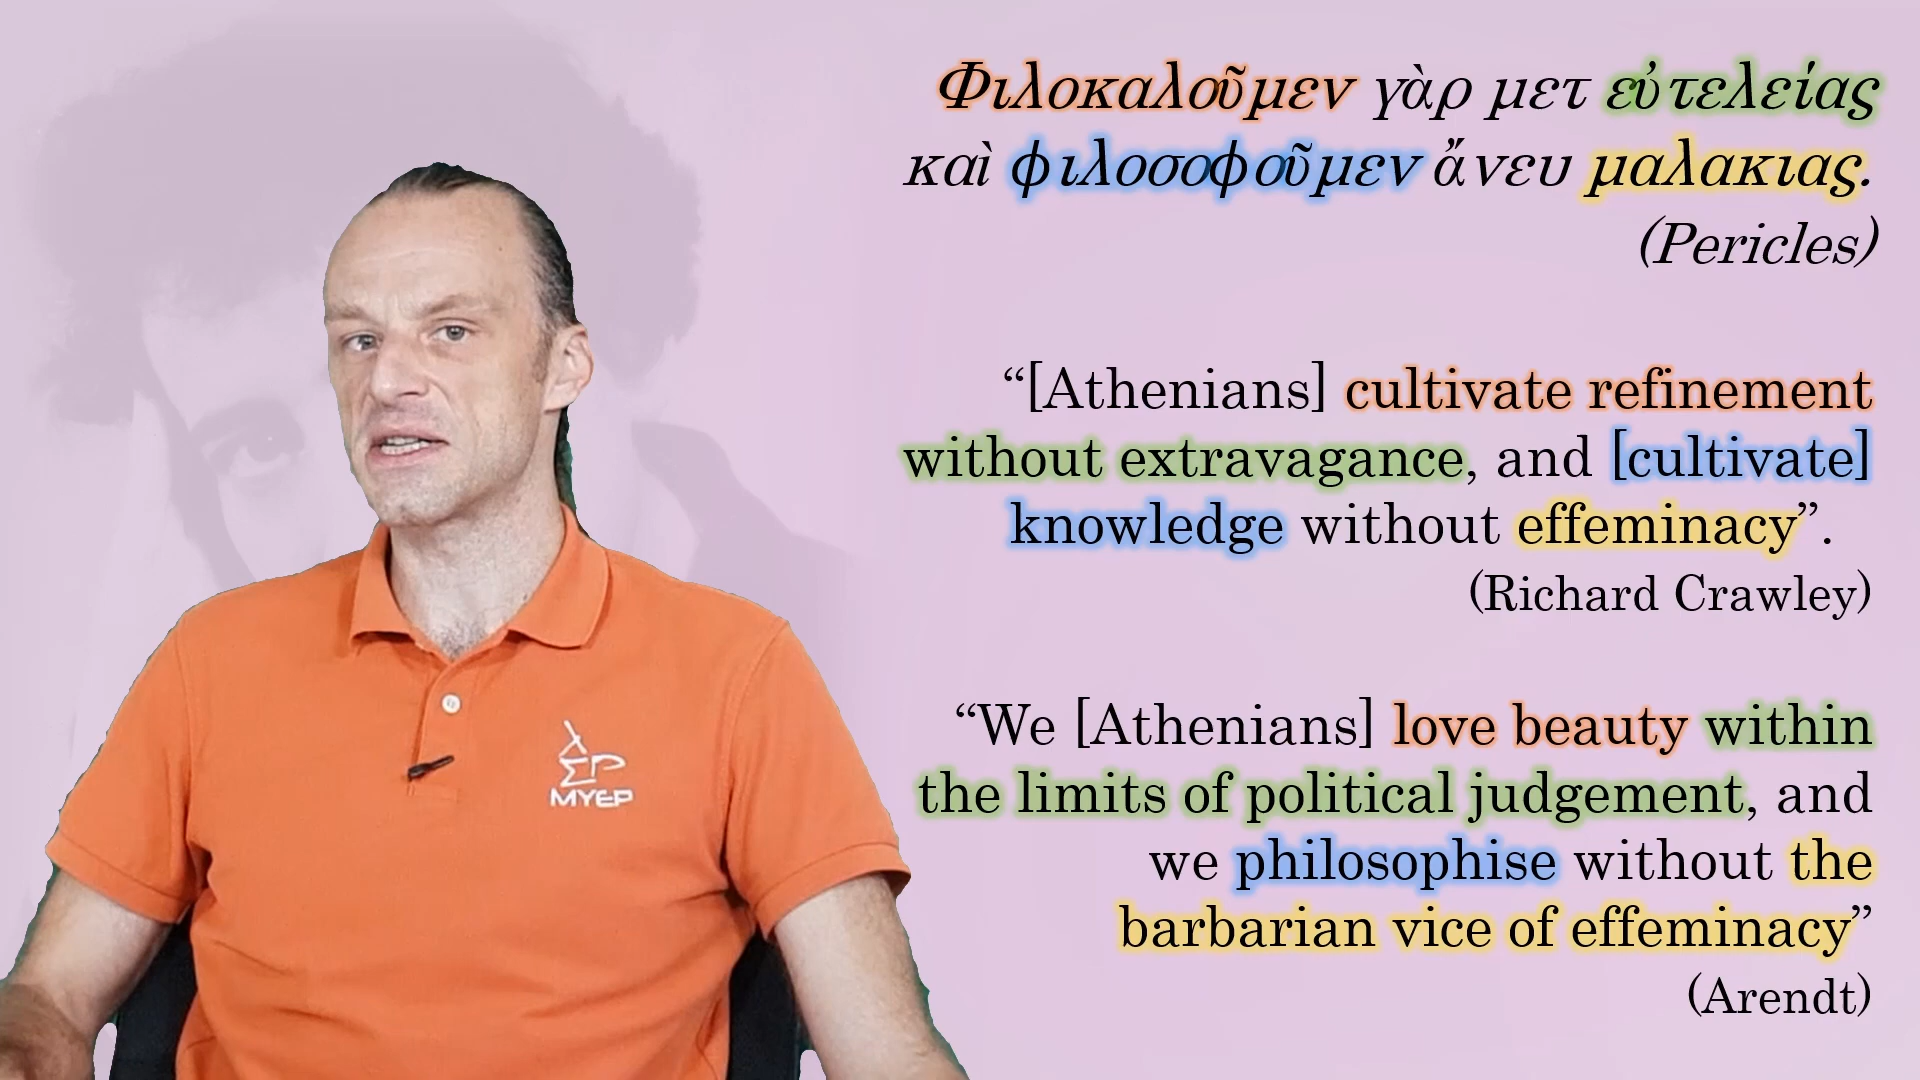 Φιλοκαλοῦμεν γὰρ μετ εὐτελείας
καὶ φιλοσοφοῦμεν ἄνευ μαλακιας.
(Pericles)
“[Athenians] cultivate refinement
without extravagance, and [cultivate]
knowledge without effeminacy”.
(Richard Crawley)
“We [Athenians] love beauty within
the limits of political judgement, and
we philosophise without the
barbarian vice of effeminacy”
(Arendt)
MYEP